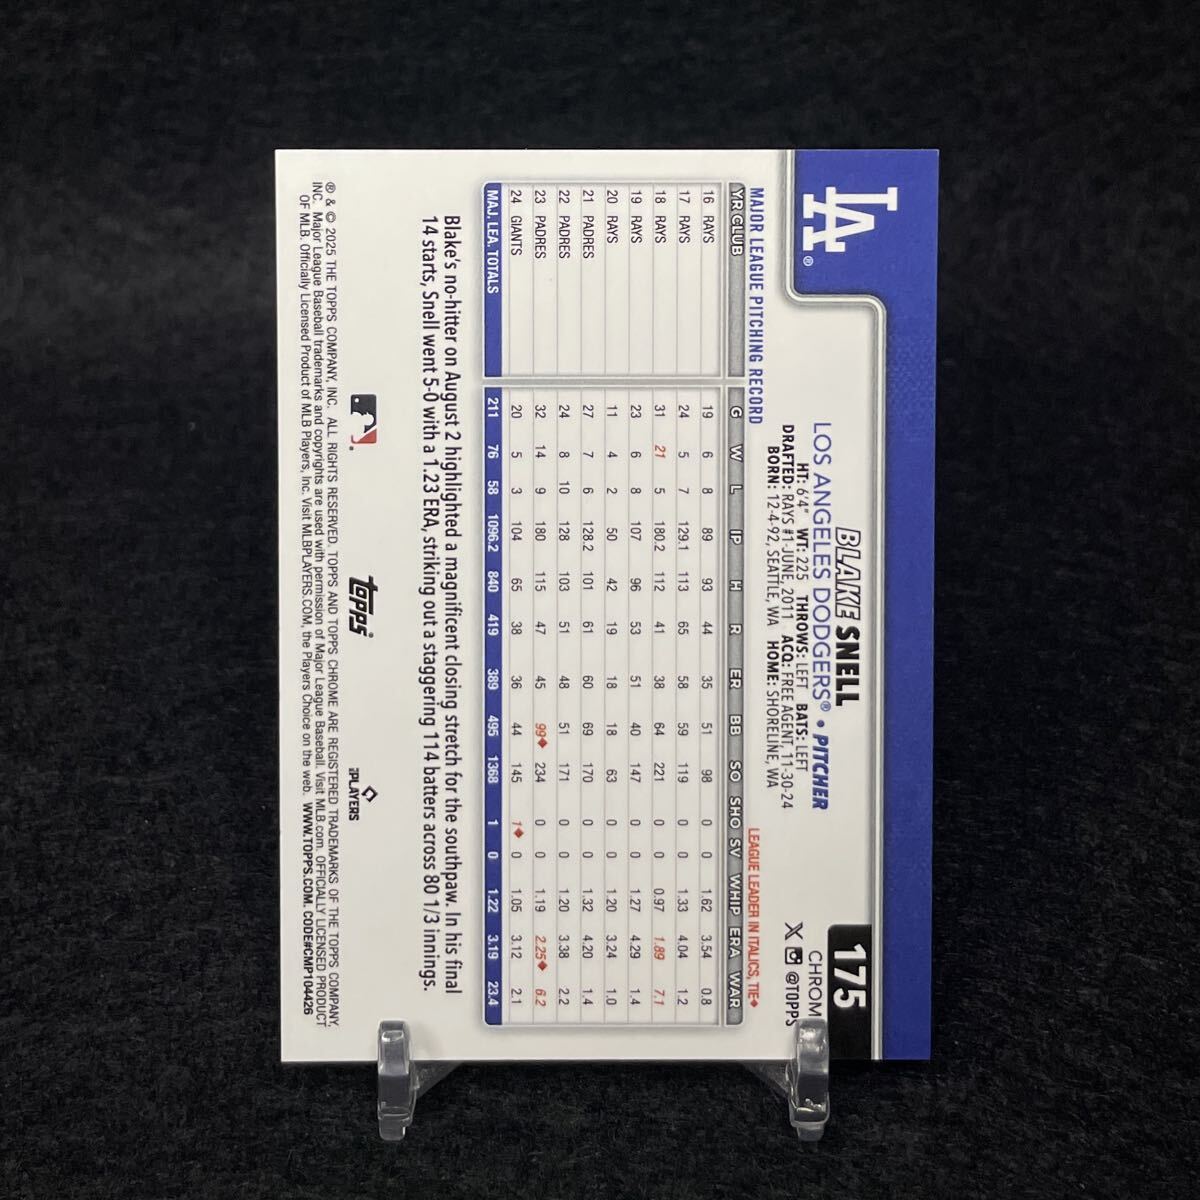 LA®
175
CHROM
X @TOPPS
BLAKE SNELL
LOS ANGELES DODGERS® • PITCHER
HT: 6'4" WT: 225 THROWS: LEFT BATS: LEFT
DRAFTED: RAYS #1-JUNE, 2011 ACQ: FREE AGENT, 11-30-24
BORN: 12-4-92, SEATTLE, WA HOME: SHORELINE, WA
MAJOR LEAGUE PITCHING RECORD LEAGUE LEADER IN ITALICS, TIE◆
YR CLUB G W L IP H R ER BB SO SHO SV WHIP ERA WAR
16 RAYS 19 6 8 89 93 44 35 51 98 0 0 1.62 3.54 0.8
17 RAYS 24 5 7 129.1 113 65 58 59 119 0 0 1.33 4.04 1.2
18 RAYS 31 21 5 180.2 112 41 38 64 221 0 0 0.97 1.89 7.1
19 RAYS 23 6 8 107 96 53 51 40 147 0 0 1.27 4.29 1.4
20 RAYS 11 4 2 50 42 19 18 18 63 0 0 1.20 3.24 1.0
21 PADRES 27 7 6 128.2 101 61 60 69 170 0 0 1.32 4.20 1.4
22 PADRES 24 8 10 128 103 51 48 51 171 0 0 1.20 3.38 2.2
23 PADRES 32 14 9 180 115 47 45 99◆ 234 0 0 1.19 2.25◆ 6.2
24 GIANTS 20 5 3 104 65 38 36 44 145 1◆ 0 1.05 3.12 2.1
MAJ. LEA. TOTALS 211 76 58 1096.2 840 419 389 495 1368 1 0 1.22 3.19 23.4
Blake's no-hitter on August 2 highlighted a magnificent closing stretch for the southpaw. In his final
14 starts, Snell went 5-0 with a 1.23 ERA, striking out a staggering 114 batters across 80 1/3 innings.
topps®
PLAYERS
® & © 2025 THE TOPPS COMPANY, INC. ALL RIGHTS RESERVED. TOPPS AND TOPPS CHROME ARE REGISTERED TRADEMARKS OF THE TOPPS COMPANY,
INC. Major League Baseball trademarks and copyrights are used with permission of Major League Baseball. Visit MLB.com. OFFICIALLY LICENSED PRODUCT
OF MLB. Officially Licensed Product of MLB Players, Inc. Visit MLBPLAYERS.COM, the Players Choice on the web. WWW.TOPPS.COM. CODE#CMP104426